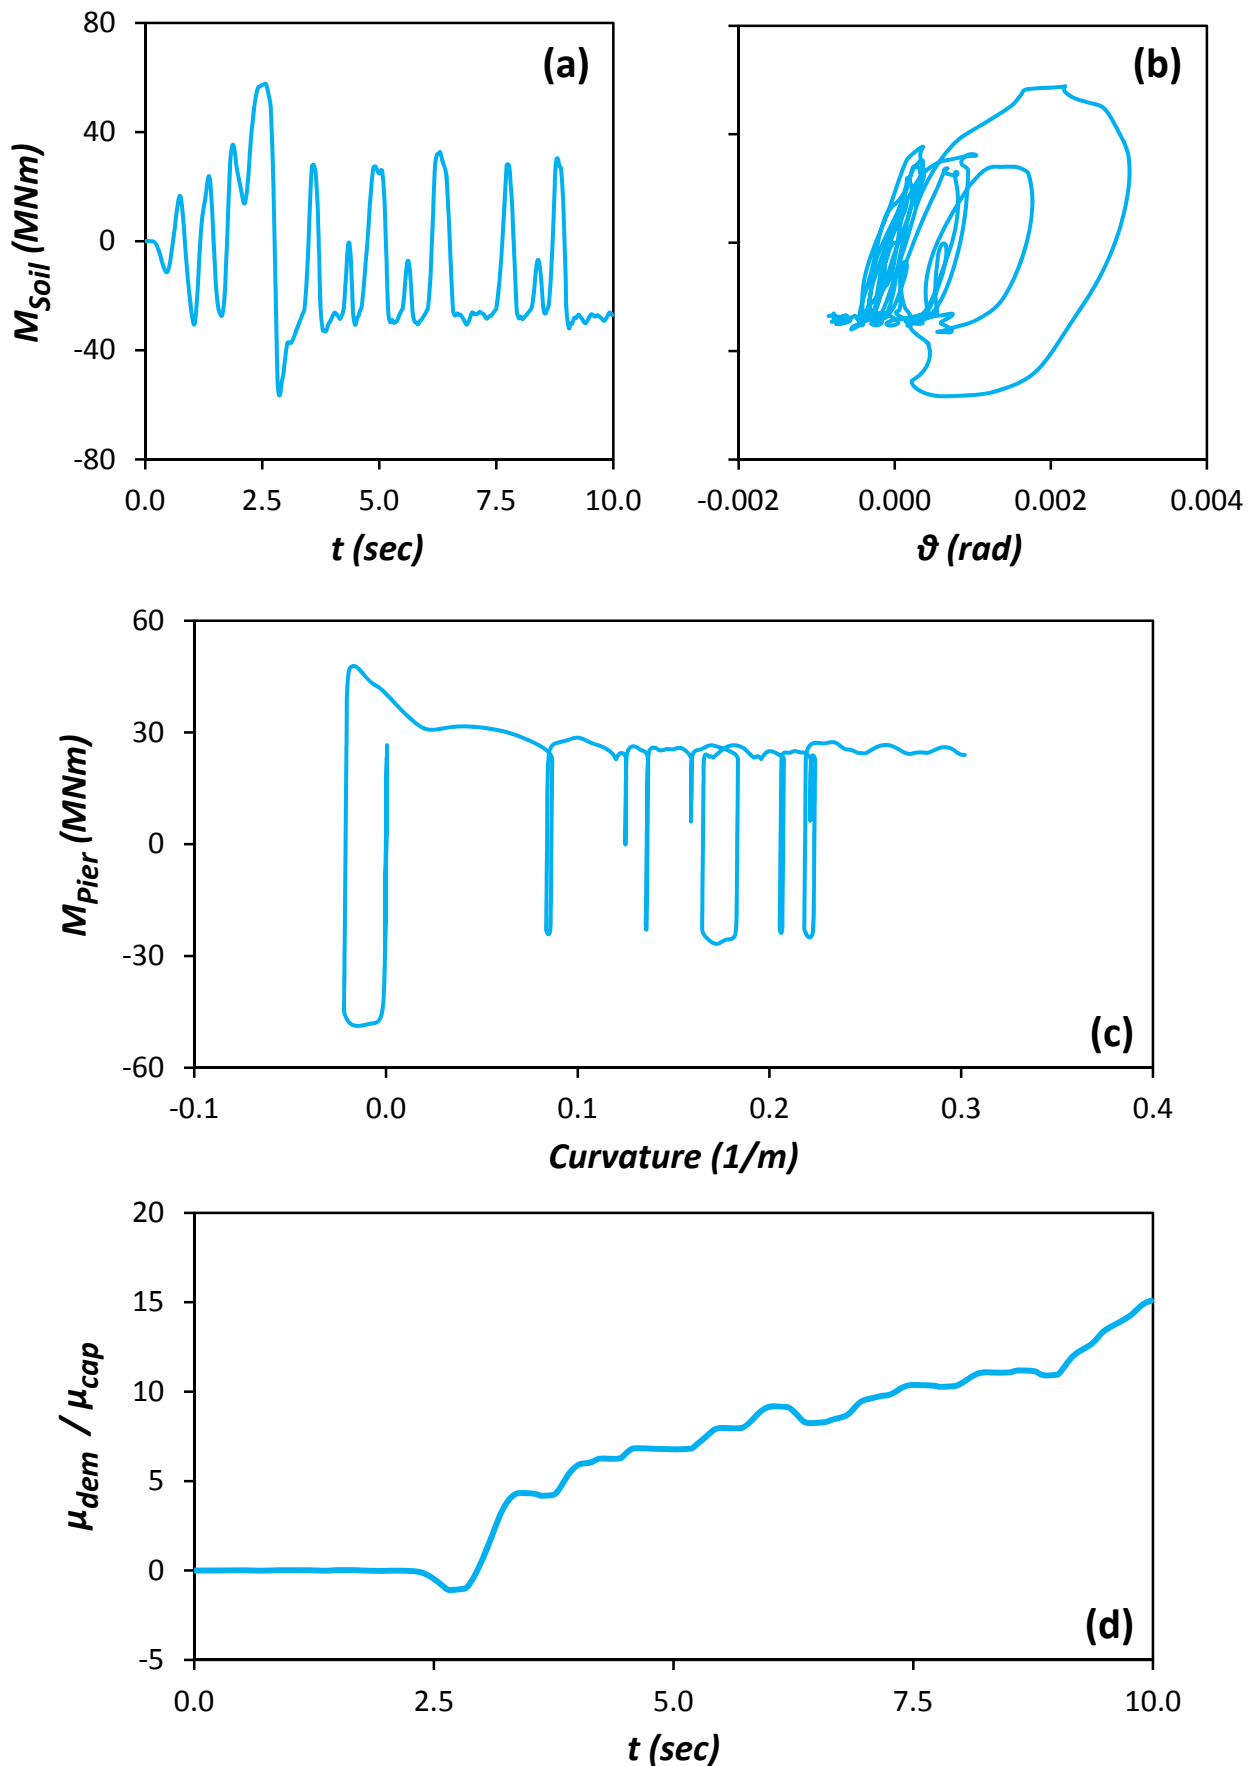 80
40
0
-40
-80
M_Soil (MNm)
(a)
0.0 2.5 5.0 7.5 10.0
t (sec)
(b)
-0.002 0.000 0.002 0.004
ϑ (rad)
60
30
0
-30
-60
M_Pier (MNm)
(c)
-0.1 0.0 0.1 0.2 0.3 0.4
Curvature (1/m)
20
15
10
5
0
-5
μ_dem / μ_cap
(d)
0.0 2.5 5.0 7.5 10.0
t (sec)